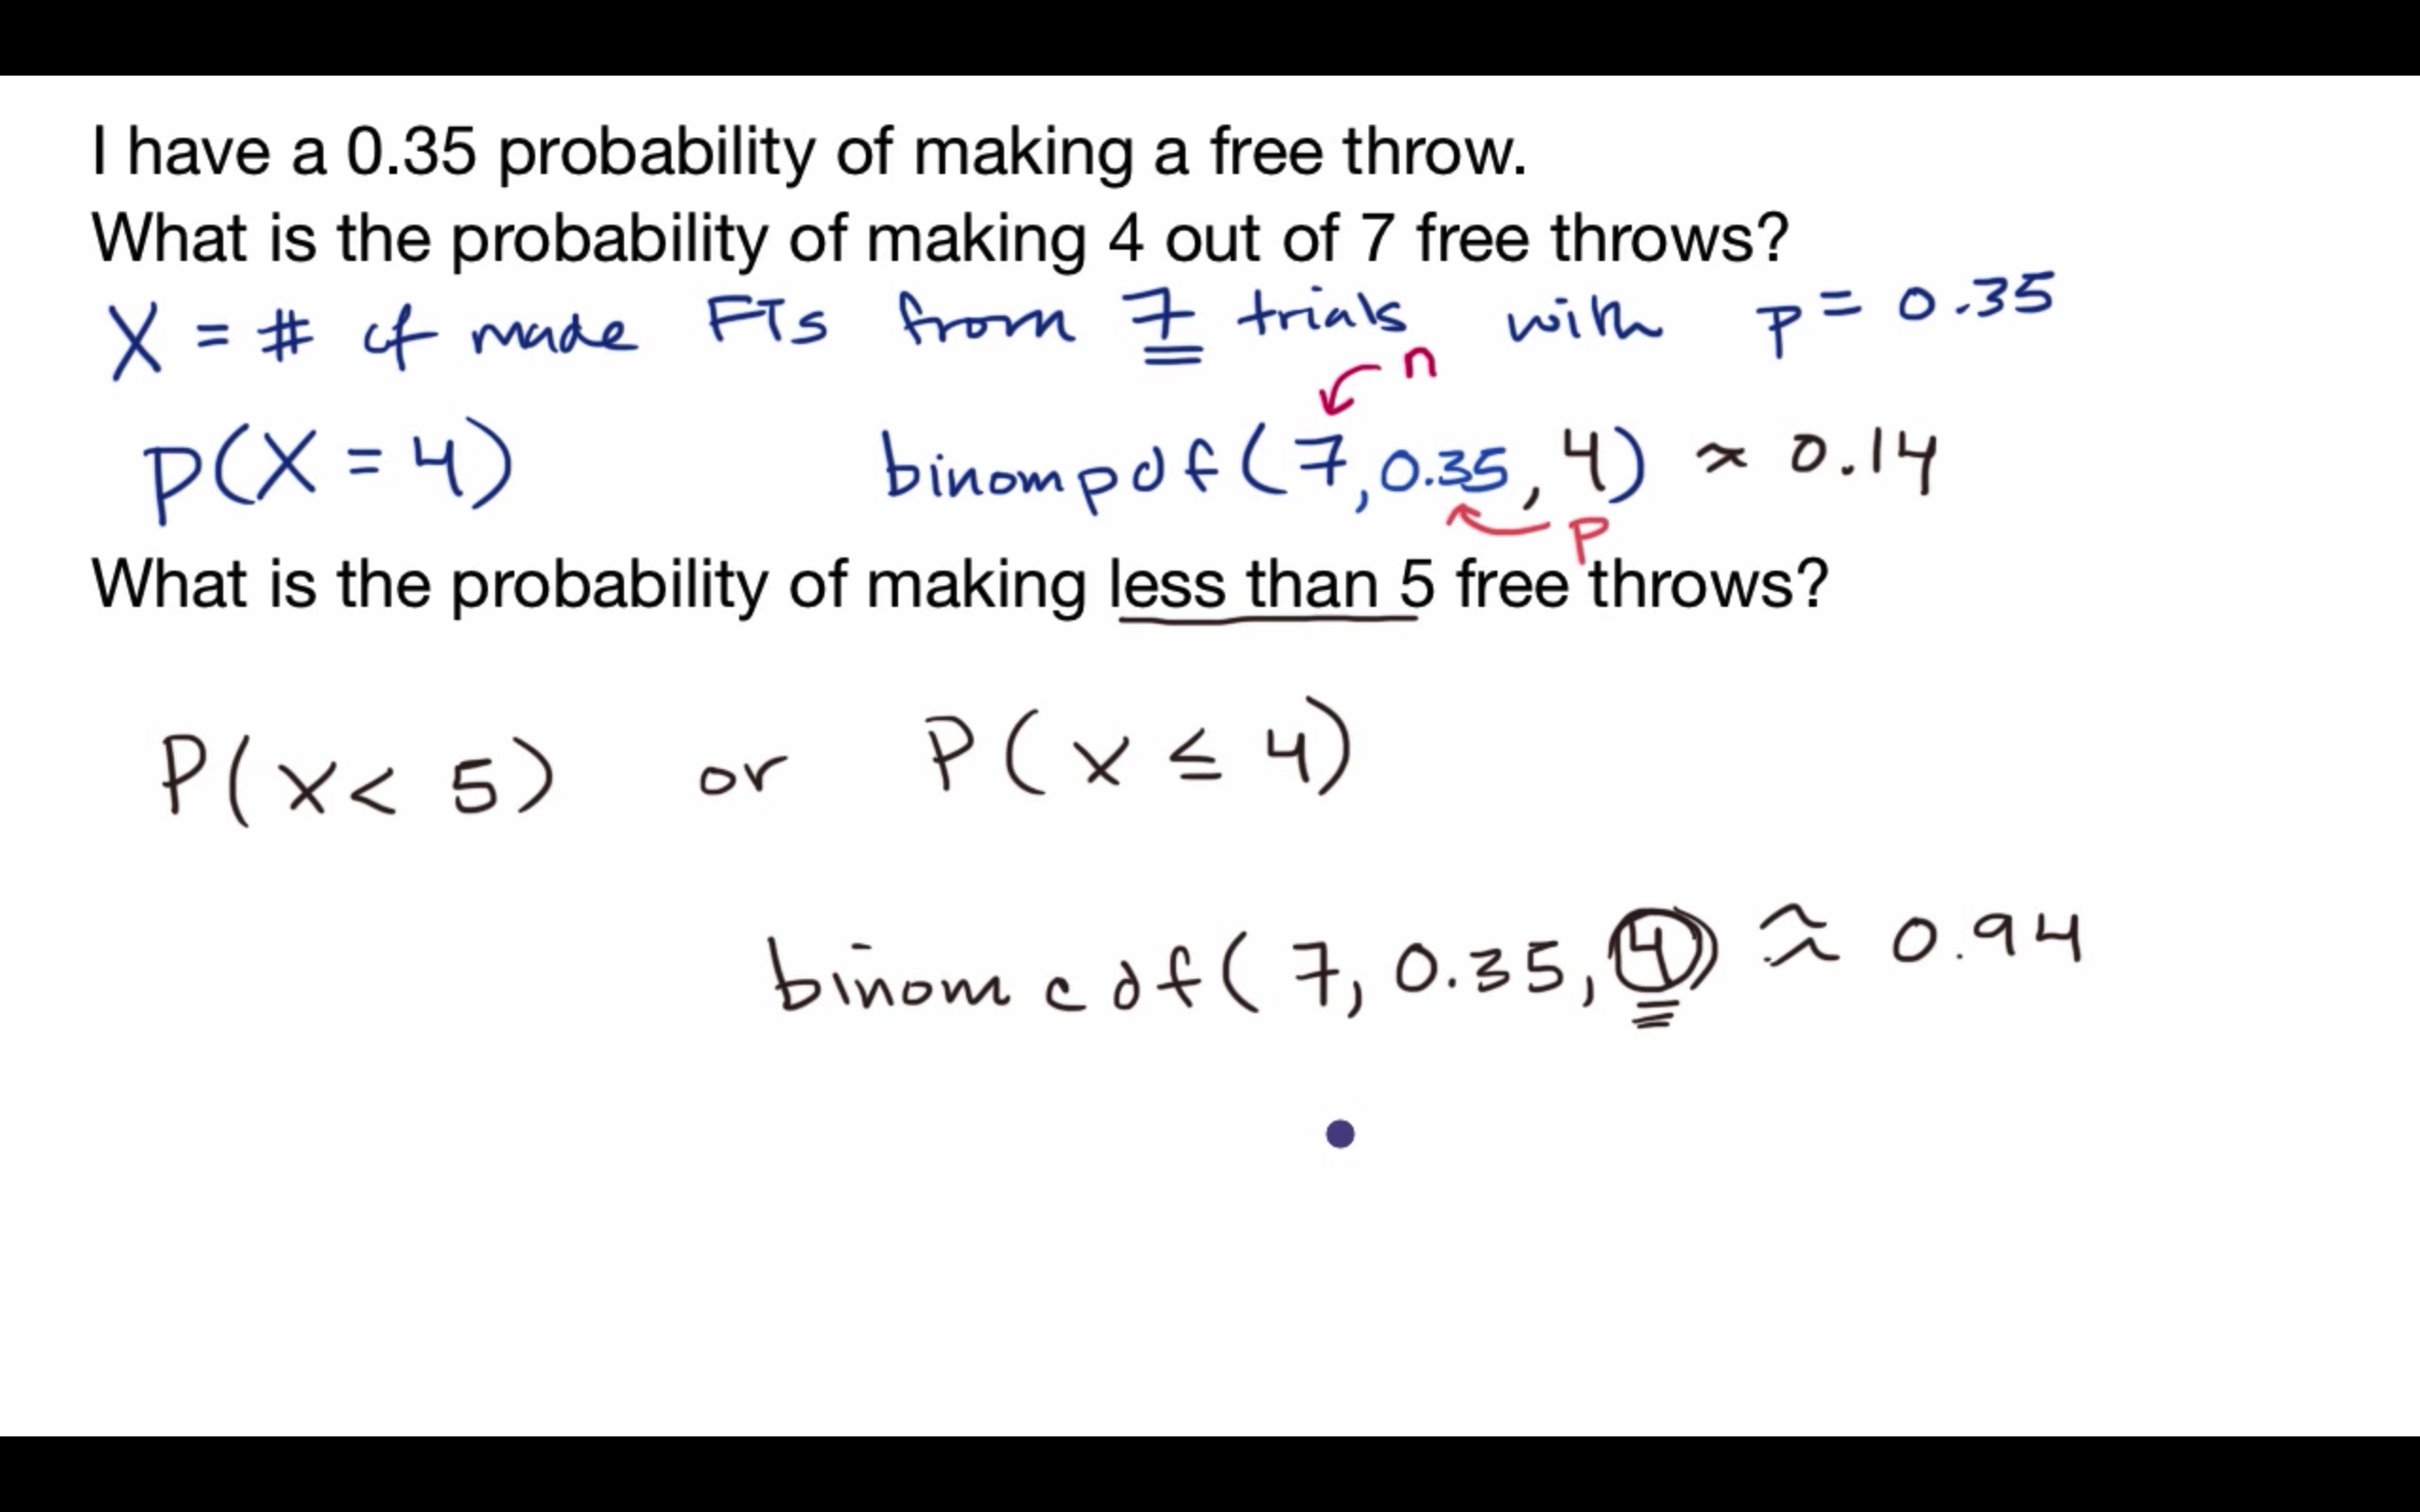 I have a 0.35 probability of making a free throw.
What is the probability of making 4 out of 7 free throws?
X = # of made FTs from 7 trials with p = 0.35
n
P(X = 4) binompdf(7, 0.35, 4) ≈ 0.14
p
What is the probability of making less than 5 free throws?
P(x < 5) or P(x ≤ 4)
binomcdf(7, 0.35, 4) ≈ 0.94